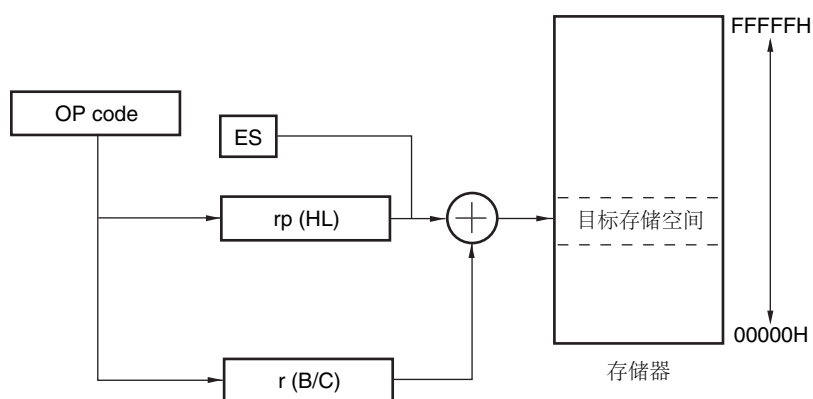 FFFFFH
OP code
ES
rp (HL)
目标存储空间
00000H
r (B/C)
存储器